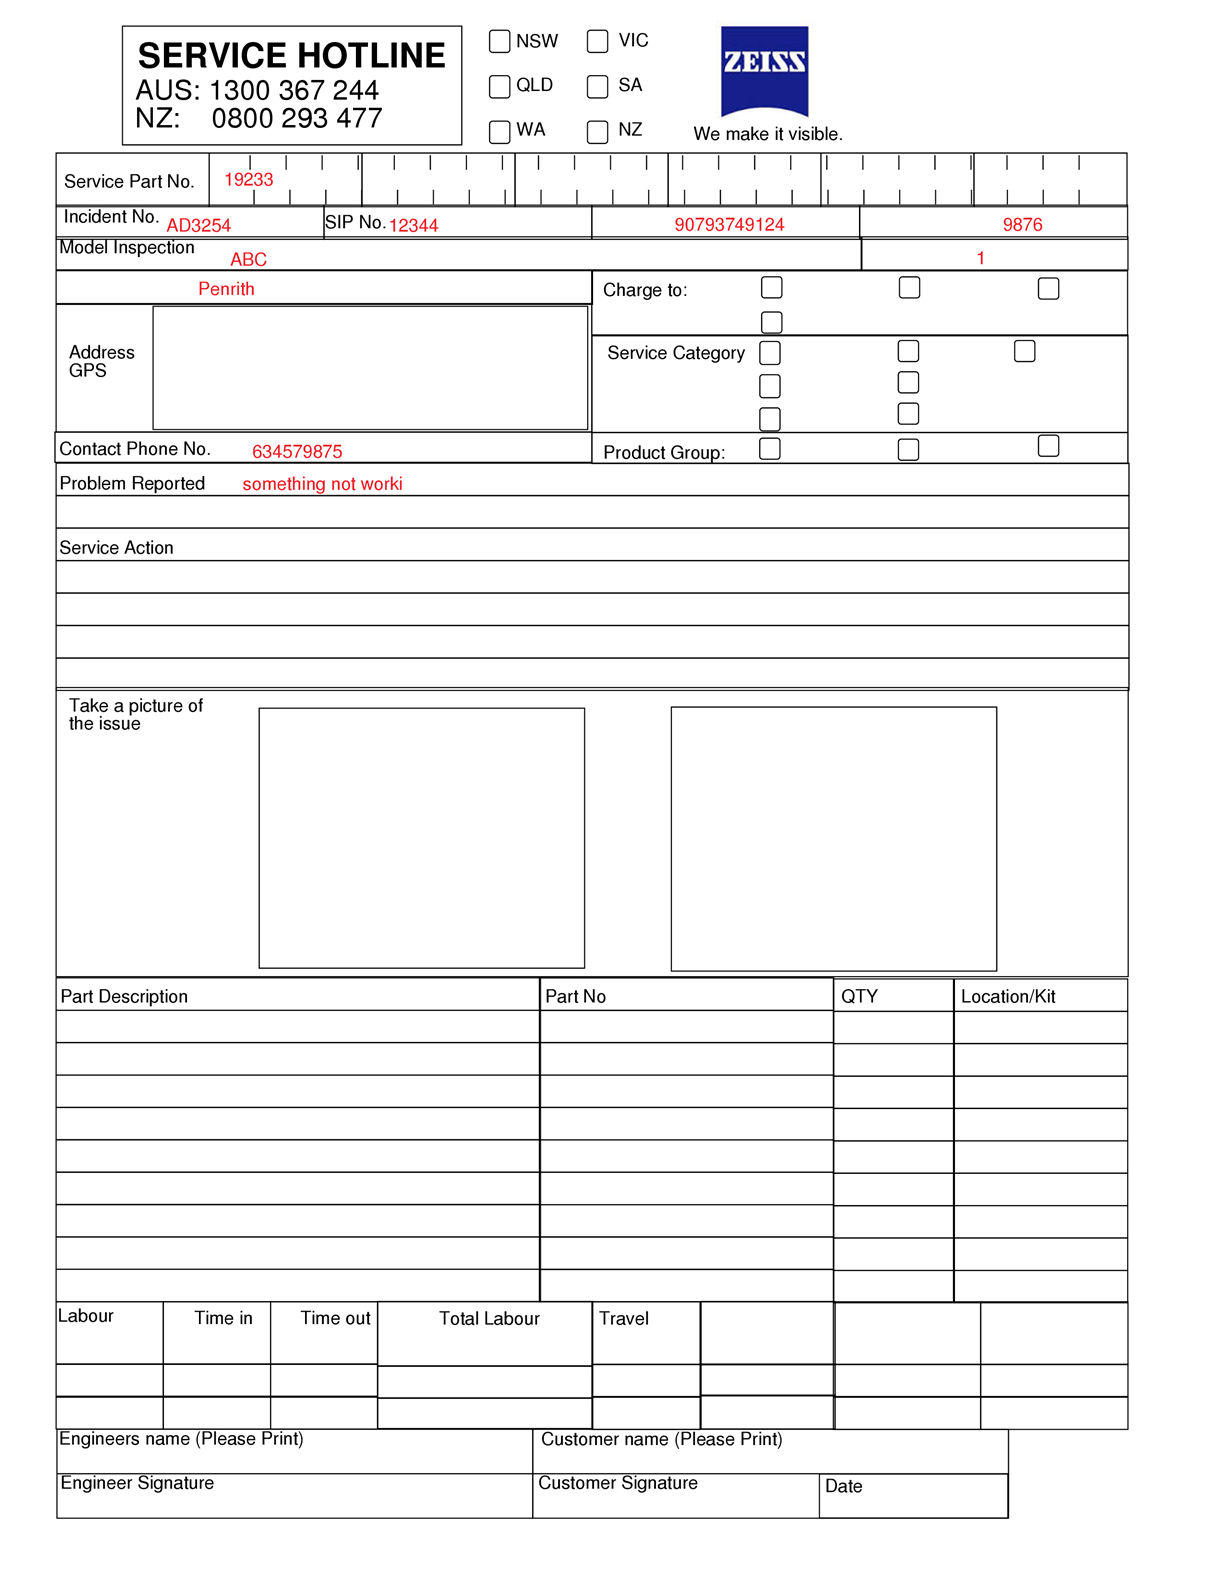 SERVICE HOTLINE
AUS: 1300 367 244
NZ: 0800 293 477
NSW VIC
QLD SA
WA NZ
ZEISS
We make it visible.
Service Part No. 19233
Incident No. AD3254 SIP No. 12344 90793749124 9876
Model Inspection ABC 1
Penrith Charge to:
Address
GPS
Service Category
Contact Phone No. 634579875 Product Group:
Problem Reported something not worki
Service Action
Take a picture of
the issue
Part Description Part No QTY Location/Kit
Labour Time in Time out Total Labour Travel
Engineers name (Please Print) Customer name (Please Print)
Engineer Signature Customer Signature Date